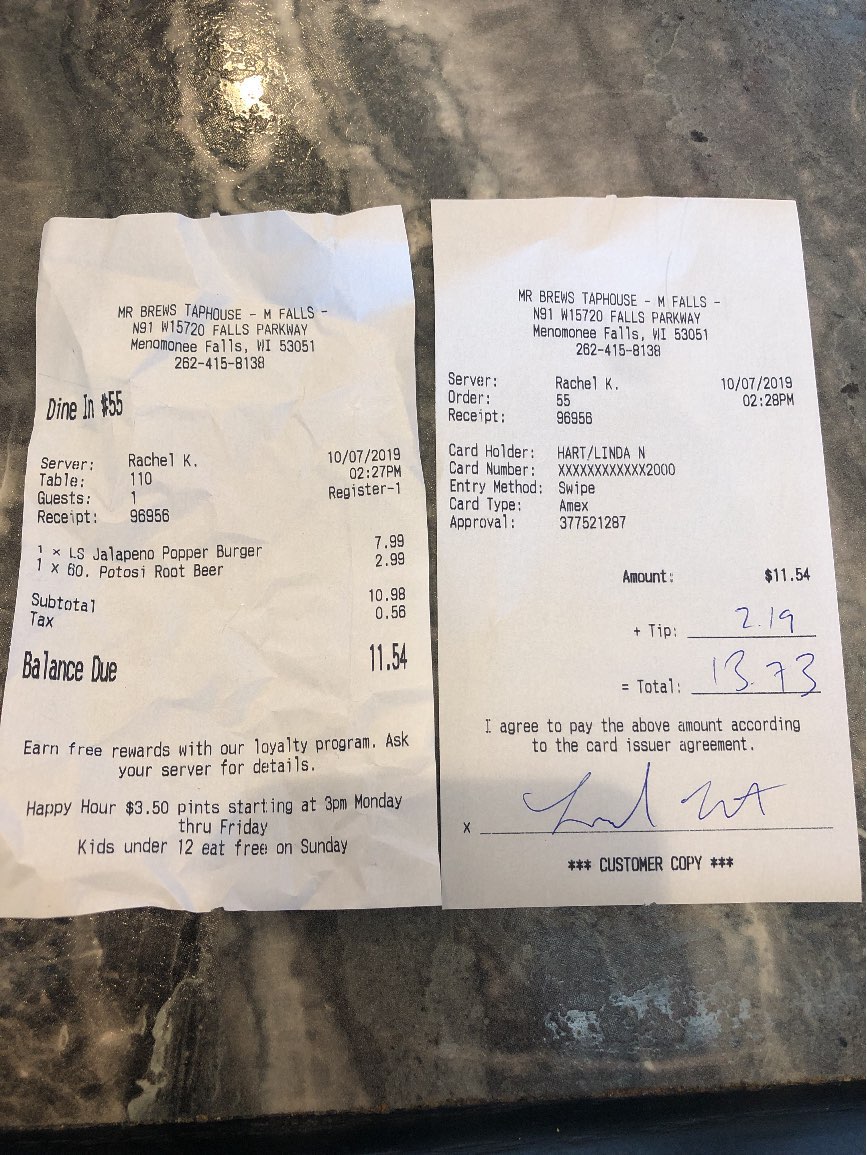 MR BREWS TAPHOUSE - M FALLS -
N91 W15720 FALLS PARKWAY
Menomonee Falls, WI 53051
262-415-8138
Dine In #55
Server: Rachel K. 10/07/2019
Table: 110 02:27PM
Guests: 1 Register-1
Receipt: 96956
1 x LS Jalapeno Popper Burger 7.99
1 x 60. Potosi Root Beer 2.99
Subtotal 10.98
Tax 0.56
Balance Due 11.54
Earn free rewards with our loyalty program. Ask
your server for details.
Happy Hour $3.50 pints starting at 3pm Monday
thru Friday
Kids under 12 eat free on Sunday
MR BREWS TAPHOUSE - M FALLS -
N91 W15720 FALLS PARKWAY
Menomonee Falls, WI 53051
262-415-8138
Server: Rachel K. 10/07/2019
Order: 55 02:28PM
Receipt: 96956
Card Holder: HART/LINDA N
Card Number: XXXXXXXXXXXX2000
Entry Method: Swipe
Card Type: Amex
Approval: 377521287
Amount: $11.54
+ Tip: 2.19
= Total: 13.73
I agree to pay the above amount according
to the card issuer agreement.
x
*** CUSTOMER COPY ***